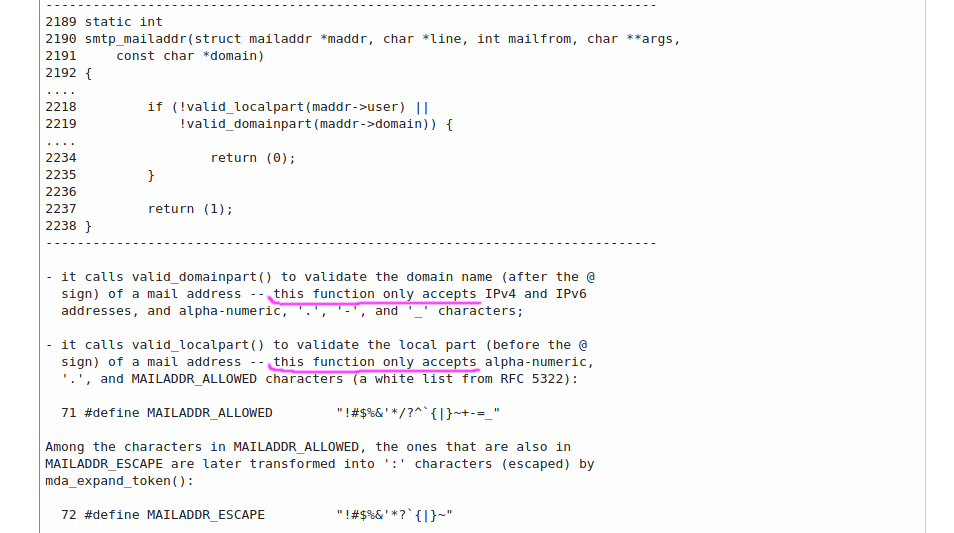 ------------------------------------------------------------------------------
2189 static int
2190 smtp_mailaddr(struct mailaddr *maddr, char *line, int mailfrom, char **args,
2191     const char *domain)
2192 {
....
2218         if (!valid_localpart(maddr->user) ||
2219             !valid_domainpart(maddr->domain)) {
....
2234                 return (0);
2235         }
2236
2237         return (1);
2238 }
------------------------------------------------------------------------------
- it calls valid_domainpart() to validate the domain name (after the @
sign) of a mail address -- this function only accepts IPv4 and IPv6
addresses, and alpha-numeric, '.', '-', and '_' characters;
- it calls valid_localpart() to validate the local part (before the @
sign) of a mail address -- this function only accepts alpha-numeric,
'.', and MAILADDR_ALLOWED characters (a white list from RFC 5322):
71 #define MAILADDR_ALLOWED        "!#$%&'*/?^`{|}~+-=_"
Among the characters in MAILADDR_ALLOWED, the ones that are also in
MAILADDR_ESCAPE are later transformed into ':' characters (escaped) by
mda_expand_token():
72 #define MAILADDR_ESCAPE         "!#$%&'*?`{|}~"